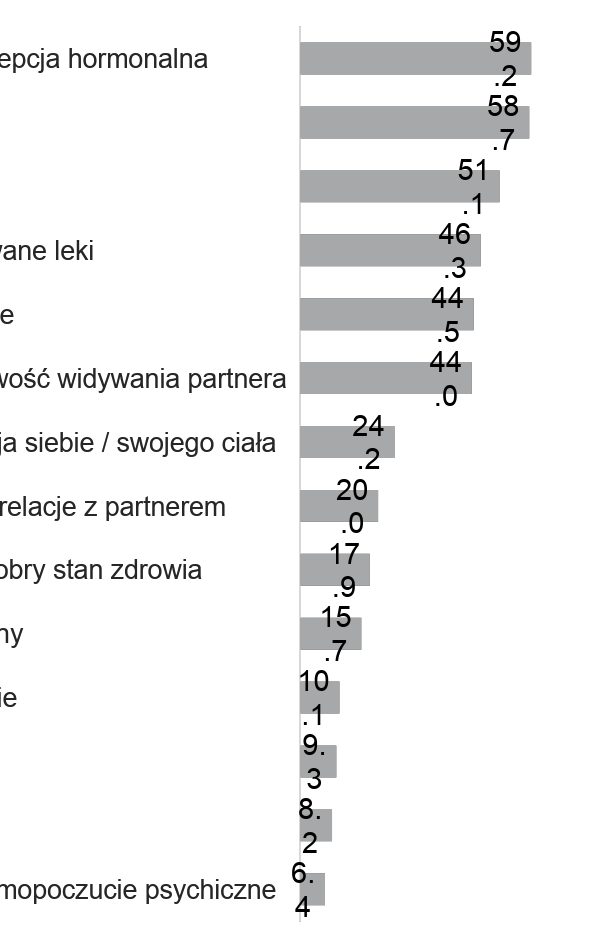 epcja hormonalna
59
.2
58
.7
51
.1
wane leki
46
.3
e
44
.5
wość widywania partnera
44
.0
ja siebie / swojego ciała
24
.2
relacje z partnerem
20
.0
obry stan zdrowia
17
.9
ny
15
.7
ie
10
.1
9.
3
8.
2
mopoczucie psychiczne
6.
4